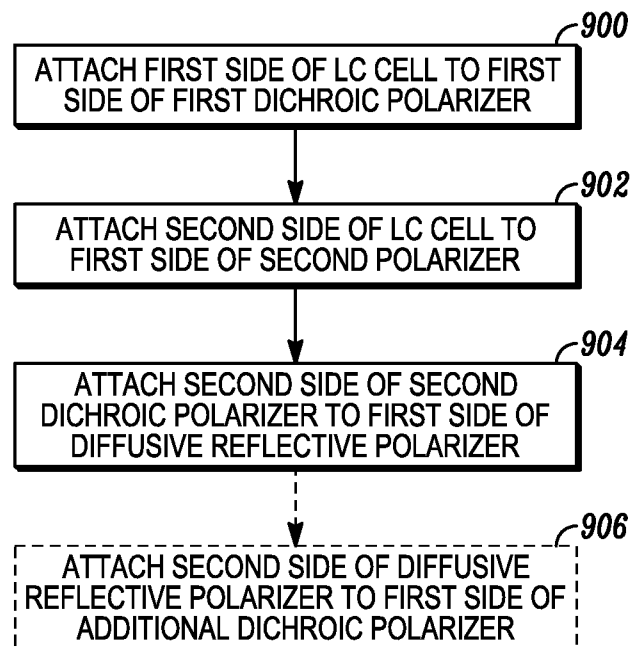 900
ATTACH FIRST SIDE OF LC CELL TO FIRST
SIDE OF FIRST DICHROIC POLARIZER
902
ATTACH SECOND SIDE OF LC CELL TO
FIRST SIDE OF SECOND POLARIZER
904
ATTACH SECOND SIDE OF SECOND
DICHROIC POLARIZER TO FIRST SIDE OF
DIFFUSIVE REFLECTIVE POLARIZER
906
ATTACH SECOND SIDE OF DIFFUSIVE
REFLECTIVE POLARIZER TO FIRST SIDE OF
ADDITIONAL DICHROIC POLARIZER